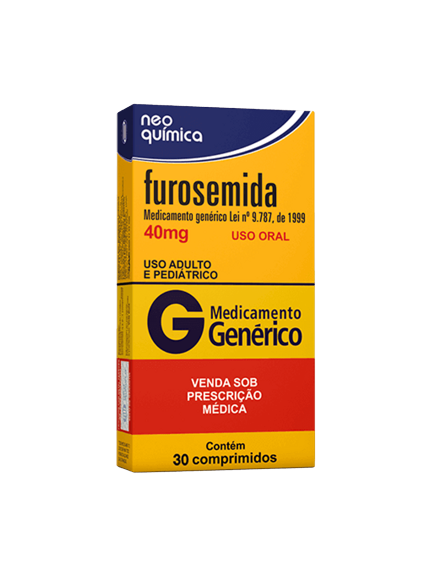 neo
química
furosemida
Medicamento genérico Lei nº 9.787, de 1999
40mg
USO ORAL
USO ADULTO
E PEDIÁTRICO
G
Medicamento
Genérico
VENDA SOB
PRESCRIÇÃO
MÉDICA
Contém
30 comprimidos